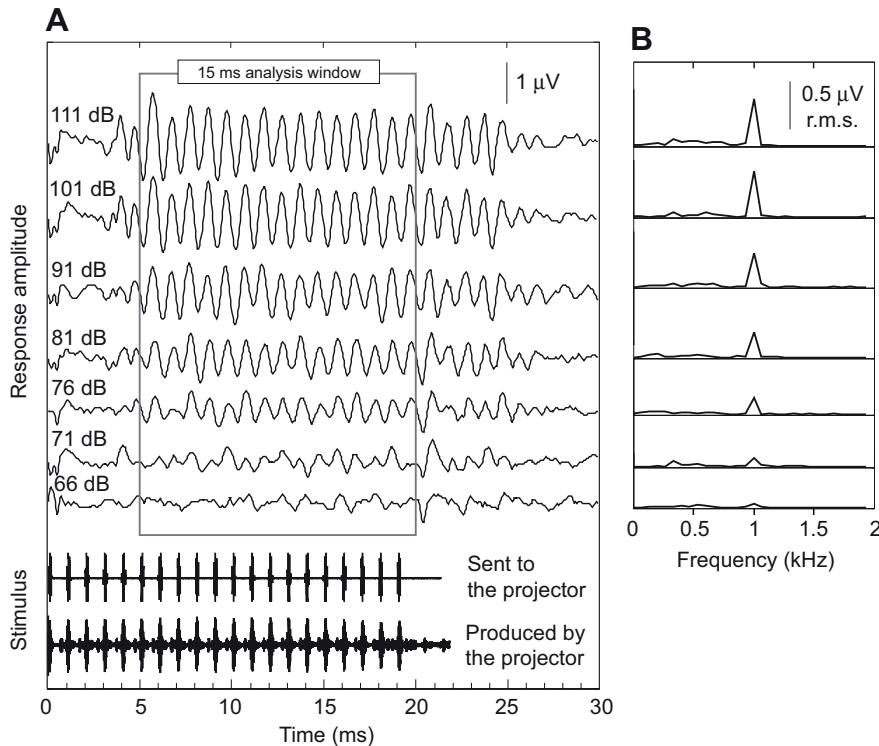 A
15 ms analysis window
1 μV
111 dB
101 dB
91 dB
81 dB
76 dB
71 dB
66 dB
Response amplitude
Stimulus
Sent to
the projector
Produced by
the projector
0
5
10
15
20
25
30
Time (ms)
B
0.5 μV
r.m.s.
0
0.5
1
1.5
2
Frequency (kHz)